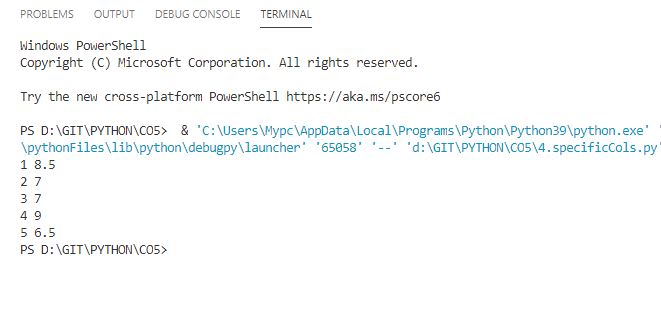 PROBLEMS OUTPUT DEBUG CONSOLE TERMINAL
Windows PowerShell
Copyright (C) Microsoft Corporation. All rights reserved.
Try the new cross-platform PowerShell https://aka.ms/pscore6
PS D:\GIT\PYTHON\CO5> & 'C:\Users\Mypc\AppData\Local\Programs\Python\Python39\python.exe' '
\pythonFiles\lib\python\debugpy\launcher' '65058' '--' 'd:\GIT\PYTHON\CO5\4.specificCols.py'
1 8.5
2 7
3 7
4 9
5 6.5
PS D:\GIT\PYTHON\CO5>